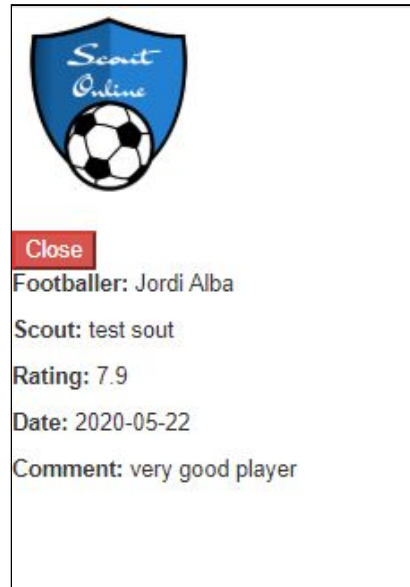 Scout
Online
Close
Footballer: Jordi Alba
Scout: test sout
Rating: 7.9
Date: 2020-05-22
Comment: very good player